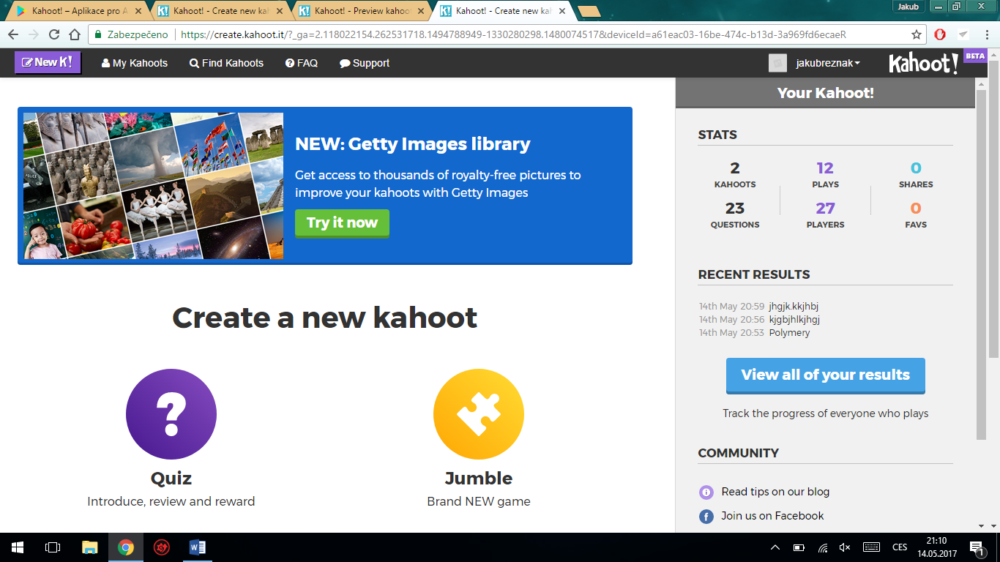 Kahoot! – Aplikace pro A
Kahoot! - Create new kah
Kahoot! - Preview kahoo
Kahoot! - Create new kah
Jakub
Zabezpečeno
https://create.kahoot.it/?_ga=2.118022154.262531718.1494788949-1330280298.1480074517&deviceId=a61eac03-16be-474c-b13d-3a969fd6ecaeR
New K!
My Kahoots
Find Kahoots
FAQ
Support
jakubreznak
Kahoot!
BETA
POLICE
NEW: Getty Images library
Get access to thousands of royalty-free pictures to
improve your kahoots with Getty Images
Try it now
Create a new kahoot
Quiz
Introduce, review and reward
Jumble
Brand NEW game
Your Kahoot!
STATS
2 12 0
KAHOOTS PLAYS SHARES
23 27 0
QUESTIONS PLAYERS FAVS
RECENT RESULTS
14th May 20:59 jhgjk.kkjhbj
14th May 20:56 kjgbjhlkjhgj
14th May 20:53 Polymery
View all of your results
Track the progress of everyone who plays
COMMUNITY
Read tips on our blog
Join us on Facebook
CES
21:10
14.05.2017
1